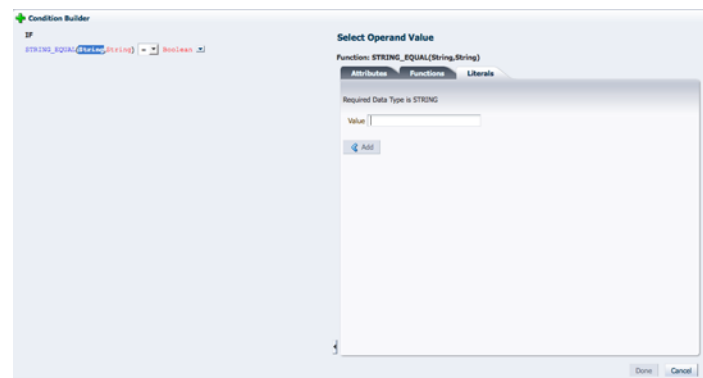 Condition Builder
IF
STRING_EQUAL(String,String) = Boolean
Select Operand Value
Function: STRING_EQUAL(String,String)
Attributes Functions Literals
Required Data Type is STRING
Value
Add
Done Cancel